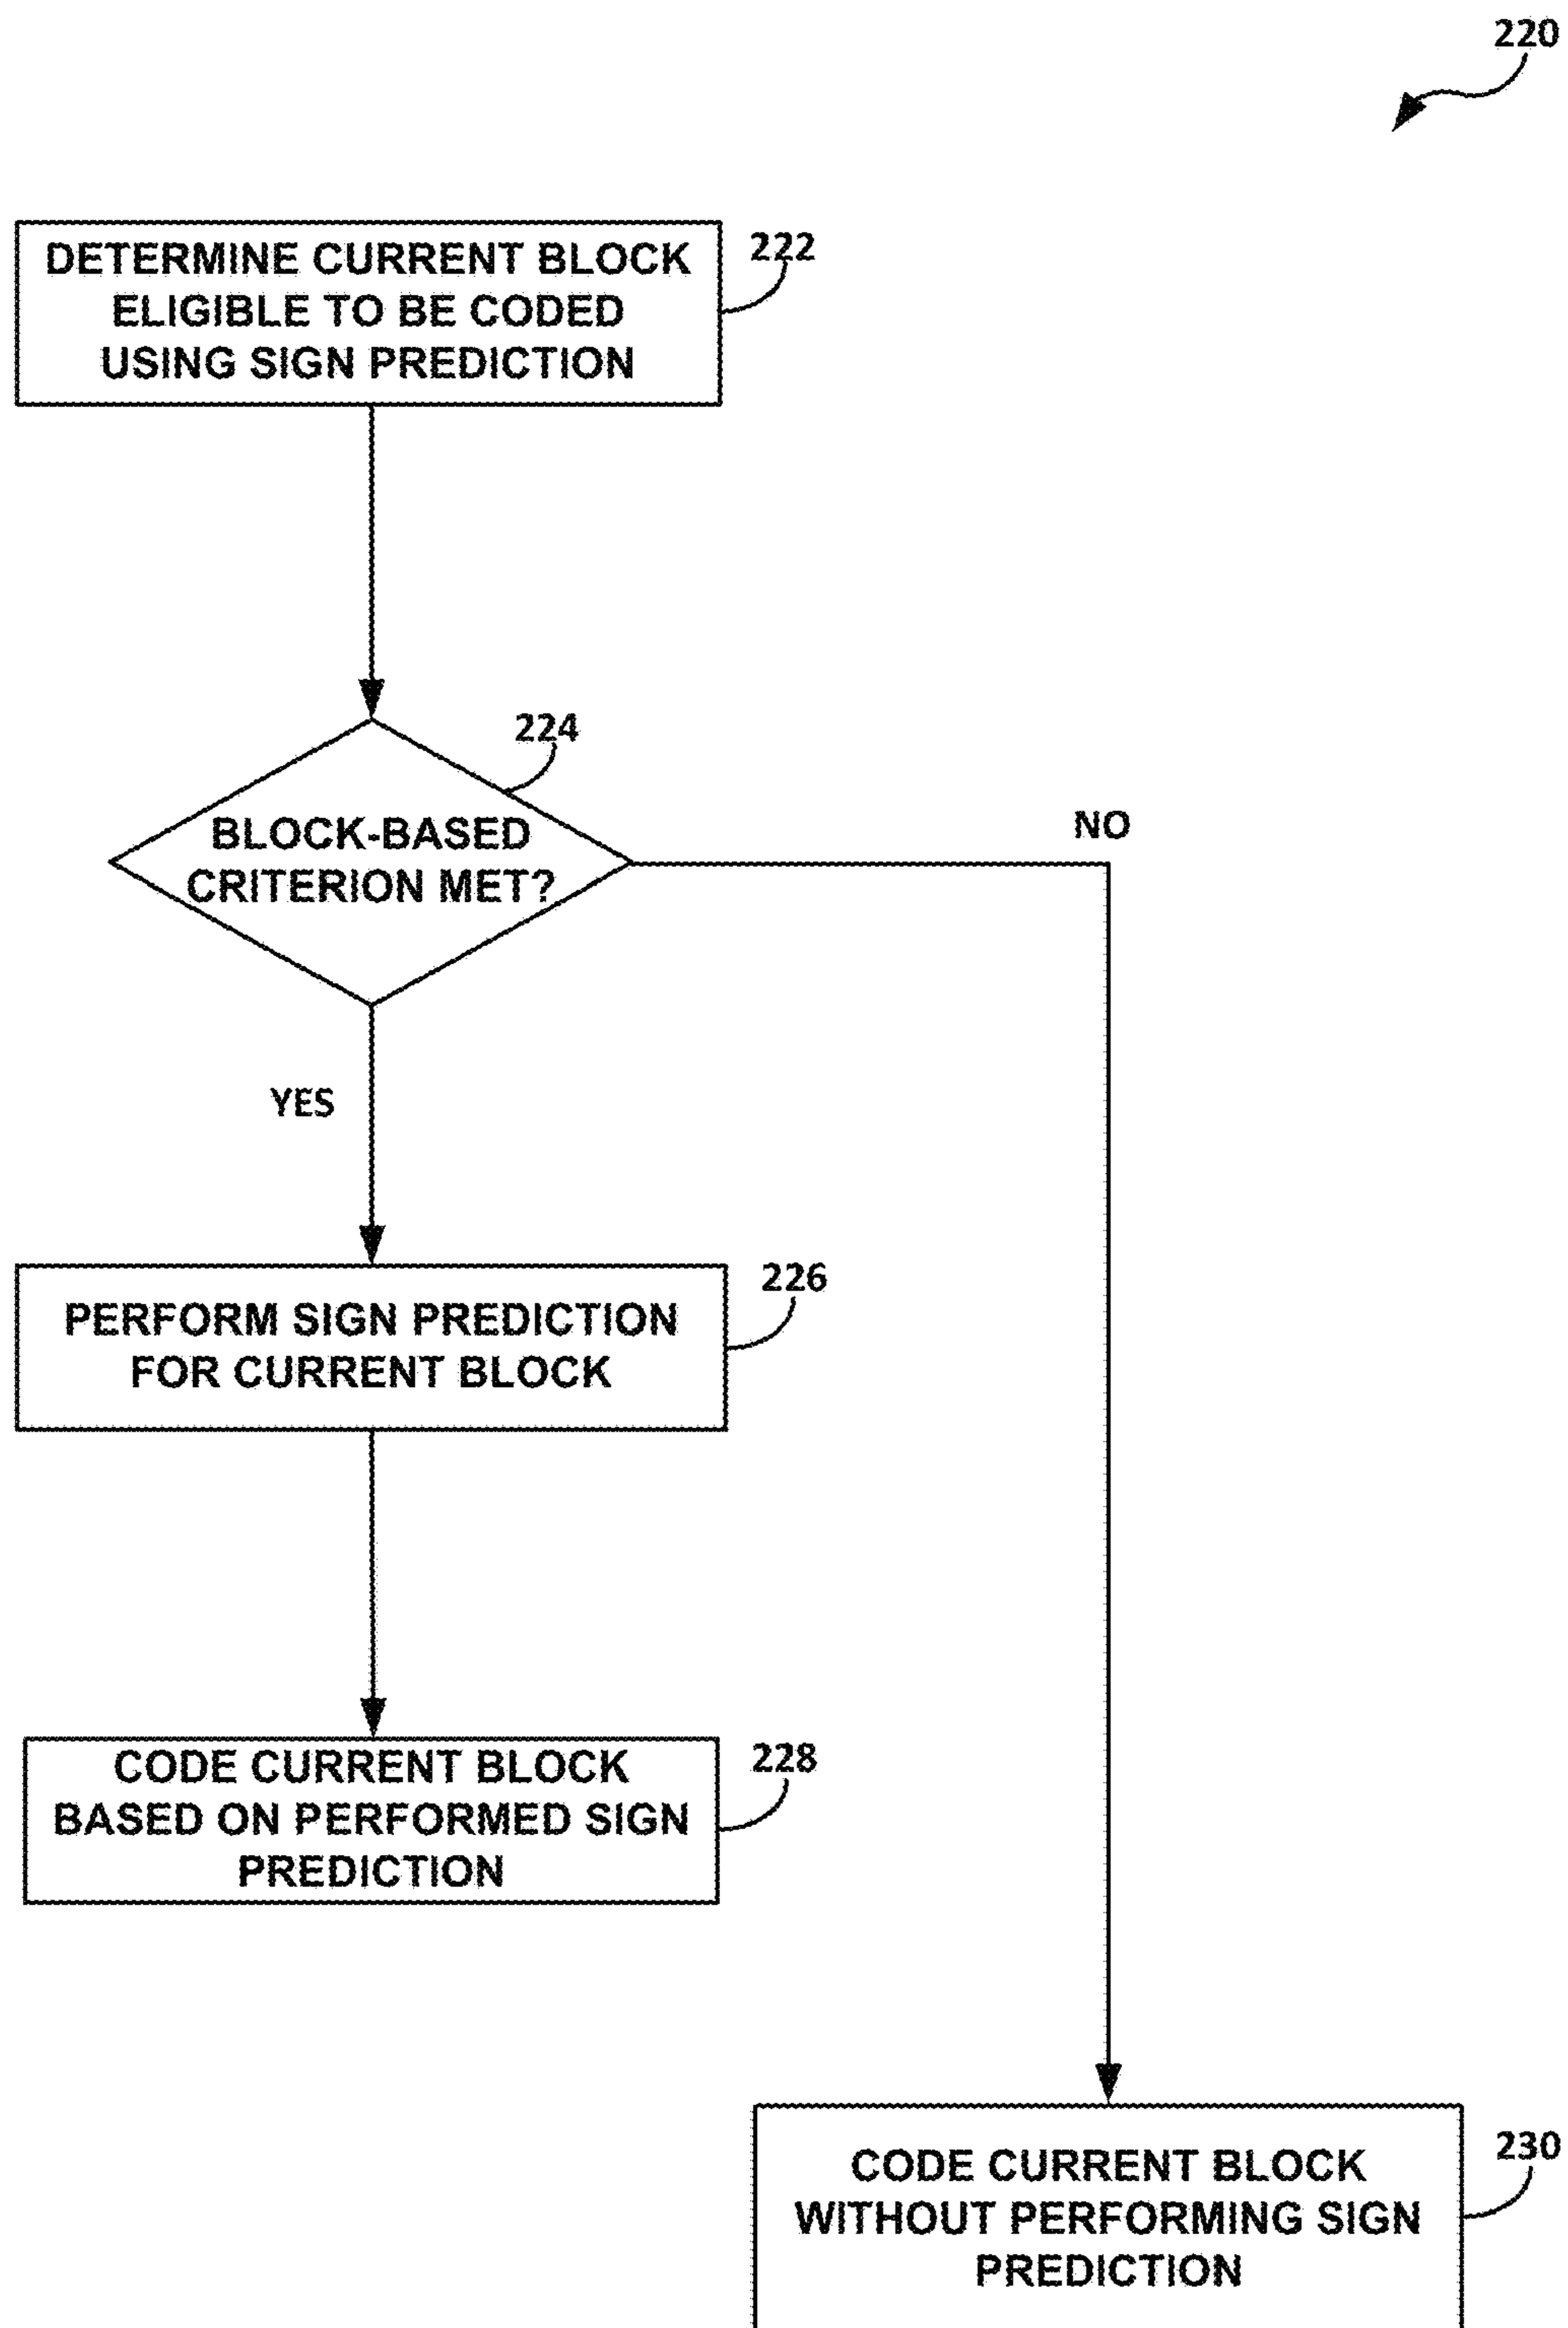 220
DETERMINE CURRENT BLOCK
ELIGIBLE TO BE CODED
USING SIGN PREDICTION
222
224
BLOCK-BASED
CRITERION MET?
NO
YES
PERFORM SIGN PREDICTION
FOR CURRENT BLOCK
226
CODE CURRENT BLOCK
BASED ON PERFORMED SIGN
PREDICTION
228
CODE CURRENT BLOCK
WITHOUT PERFORMING SIGN
PREDICTION
230